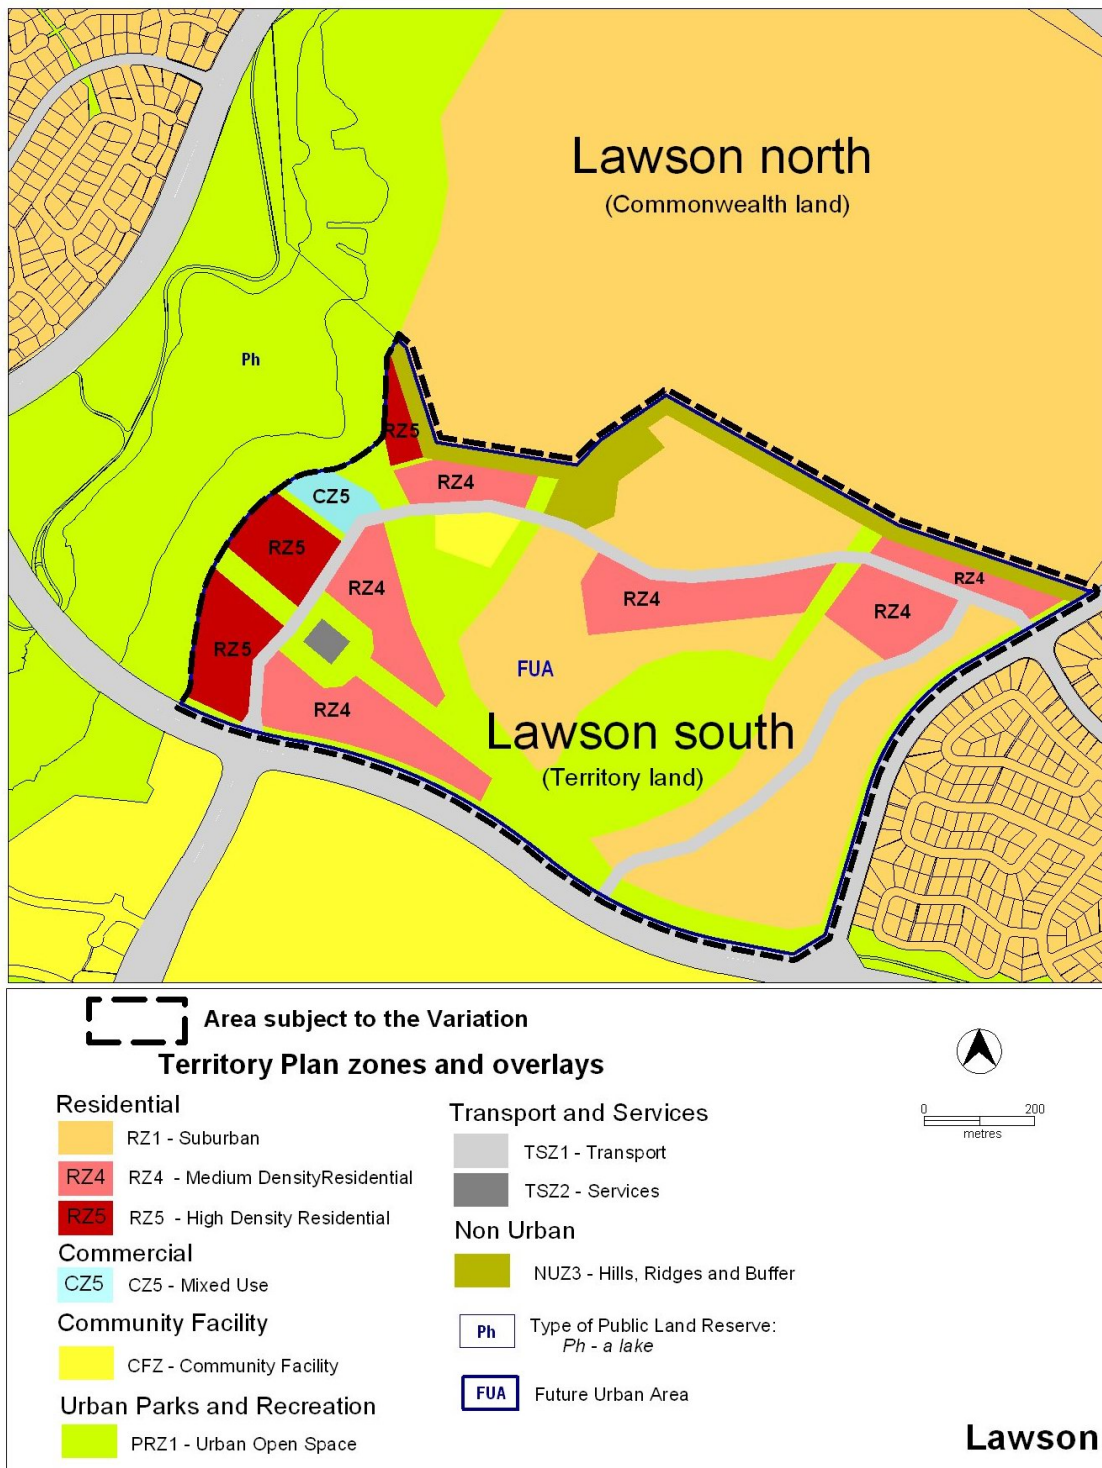 Lawson north
(Commonwealth land)
Ph
RZ5
RZ4
CZ5
RZ5
RZ4
RZ4
RZ4
RZ4
RZ5
FUA
RZ4
Lawson south
(Territory land)
Area subject to the Variation
Territory Plan zones and overlays
Residential
RZ1 - Suburban
RZ4 RZ4 - Medium DensityResidential
RZ5 RZ5 - High Density Residential
Commercial
CZ5 CZ5 - Mixed Use
Community Facility
CFZ - Community Facility
Urban Parks and Recreation
PRZ1 - Urban Open Space
Transport and Services
TSZ1 - Transport
TSZ2 - Services
Non Urban
NUZ3 - Hills, Ridges and Buffer
Ph Type of Public Land Reserve:
Ph - a lake
FUA Future Urban Area
0 200
metres
Lawson